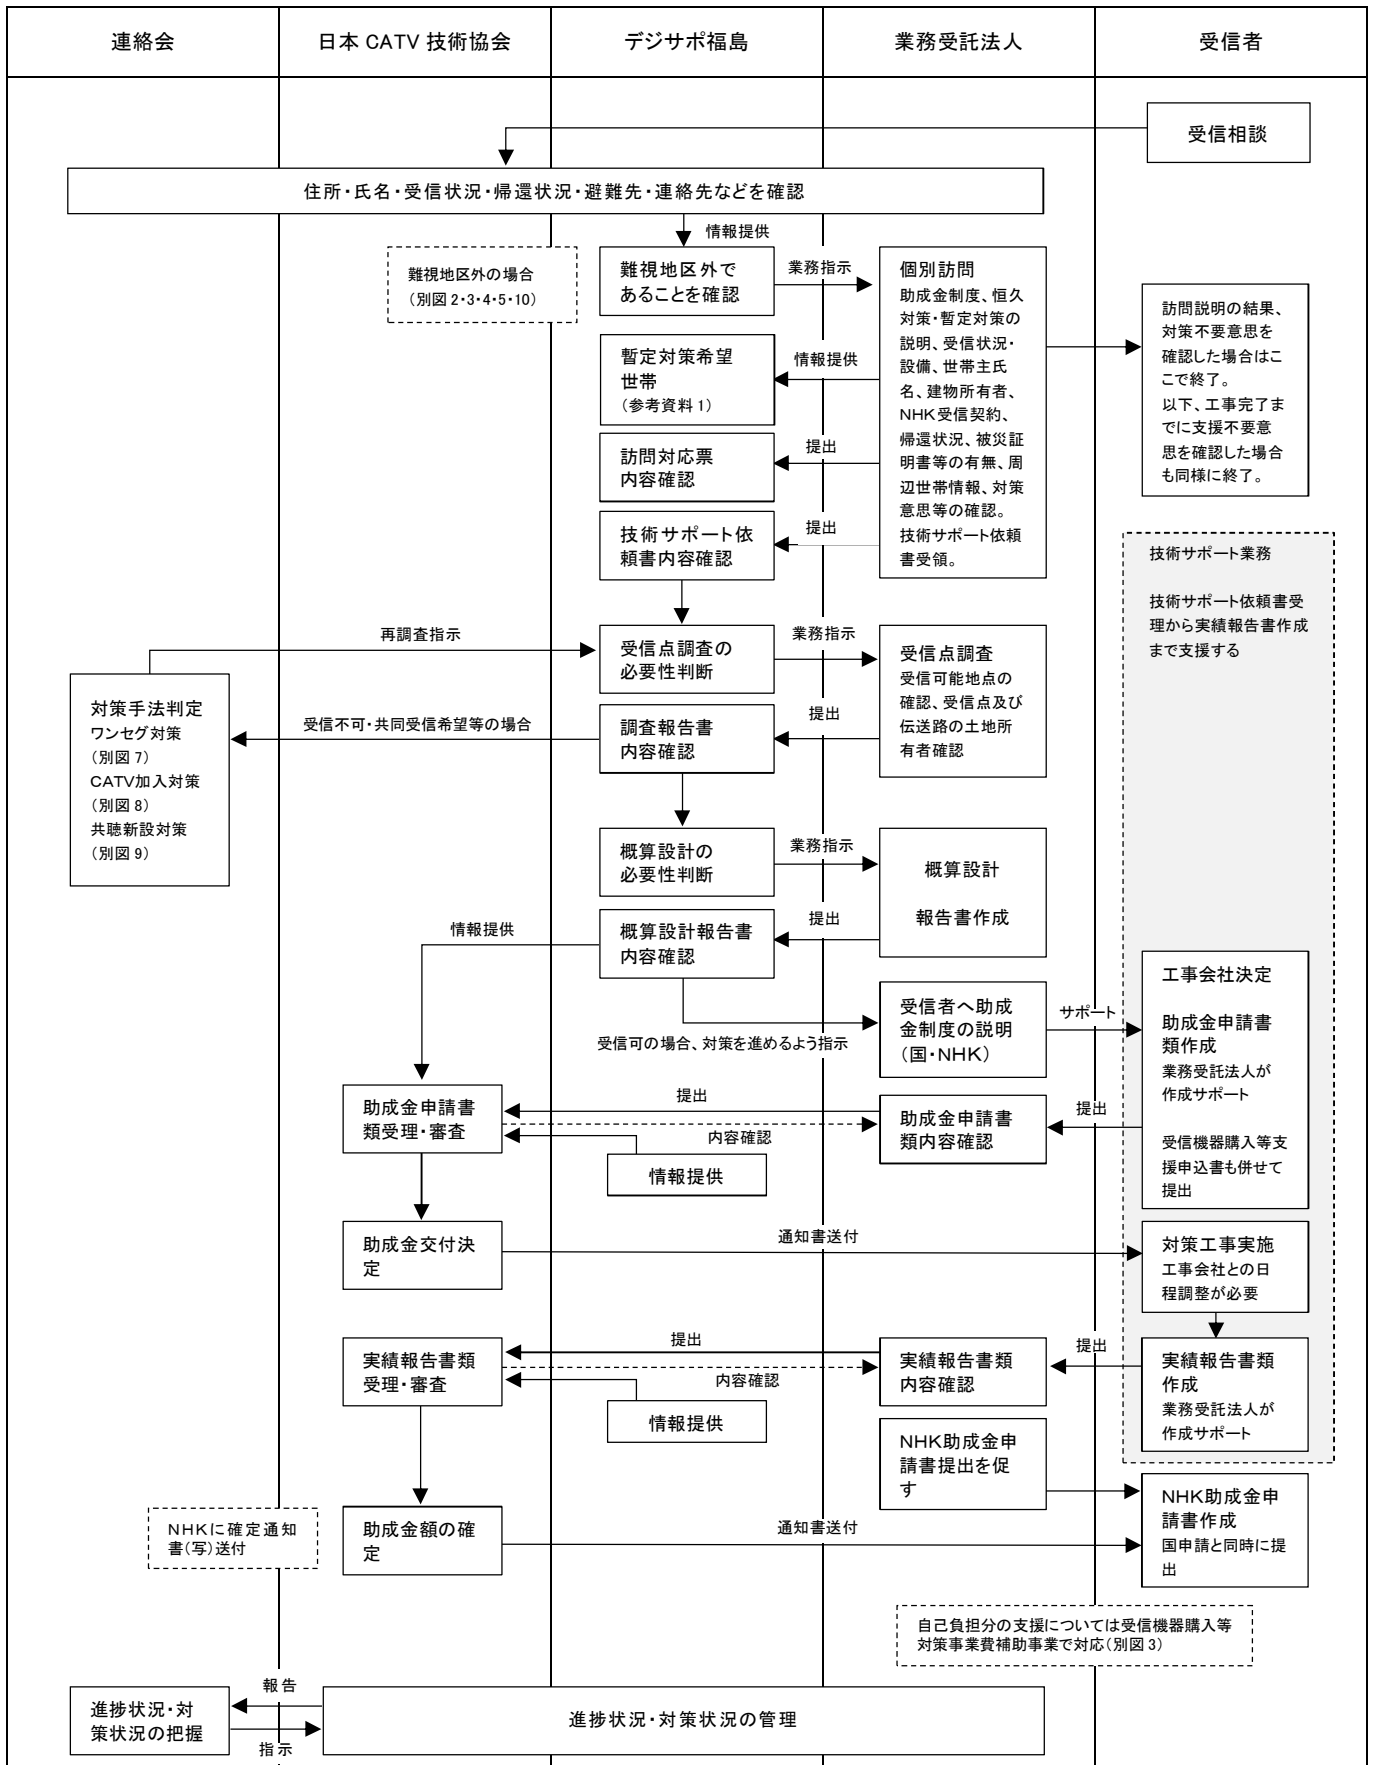 連絡会
日本 CATV 技術協会
デジサポ福島
業務受託法人
受信者
受信相談
住所・氏名・受信状況・帰還状況・避難先・連絡先などを確認
情報提供
難視地区外の場合
（別図 2・3・4・5・10）
難視地区外で
あることを確認
業務指示
個別訪問
助成金制度、恒久
対策・暫定対策の
説明、受信状況・
設備、世帯主氏
名、建物所有者、
NHK受信契約、
帰還状況、被災証
明書等の有無、周
辺世帯情報、対策
意思等の確認。
技術サポート依頼
書受領。
訪問説明の結果、
対策不要意思を
確認した場合はこ
こで終了。
以下、工事完了ま
でに支援不要意
思を確認した場合
も同様に終了。
暫定対策希望
世帯
（参考資料 1）
情報提供
訪問対応票
内容確認
提出
技術サポート依
頼書内容確認
提出
技術サポート業務
技術サポート依頼書受
理から実績報告書作成
まで支援する
再調査指示
受信点調査の
必要性判断
業務指示
受信点調査
受信可能地点の
確認、受信点及び
伝送路の土地所
有者確認
対策手法判定
ワンセグ対策
（別図 7）
CATV加入対策
（別図 8）
共聴新設対策
（別図 9）
受信不可・共同受信希望等の場合
調査報告書
内容確認
提出
概算設計の
必要性判断
業務指示
概算設計
報告書作成
情報提供
概算設計報告書
内容確認
提出
工事会社決定
助成金申請書
類作成
業務受託法人が
作成サポート
受信機器購入等支
援申込書も併せて
提出
受信者へ助成
金制度の説明
（国・NHK）
サポート
受信可の場合、対策を進めるよう指示
助成金申請書
類受理・審査
提出
内容確認
助成金申請書
類内容確認
提出
情報提供
助成金交付決
定
通知書送付
対策工事実施
工事会社との日
程調整が必要
実績報告書類
受理・審査
提出
内容確認
実績報告書類
内容確認
提出
実績報告書類
作成
業務受託法人が
作成サポート
情報提供
NHK助成金申
請書提出を促
す
NHK助成金申
請書作成
国申請と同時に提
出
NHKに確定通知
書(写)送付
助成金額の確
定
通知書送付
自己負担分の支援については受信機器購入等
対策事業費補助事業で対応（別図 3）
進捗状況・対
策状況の把握
報告
指示
進捗状況・対策状況の管理